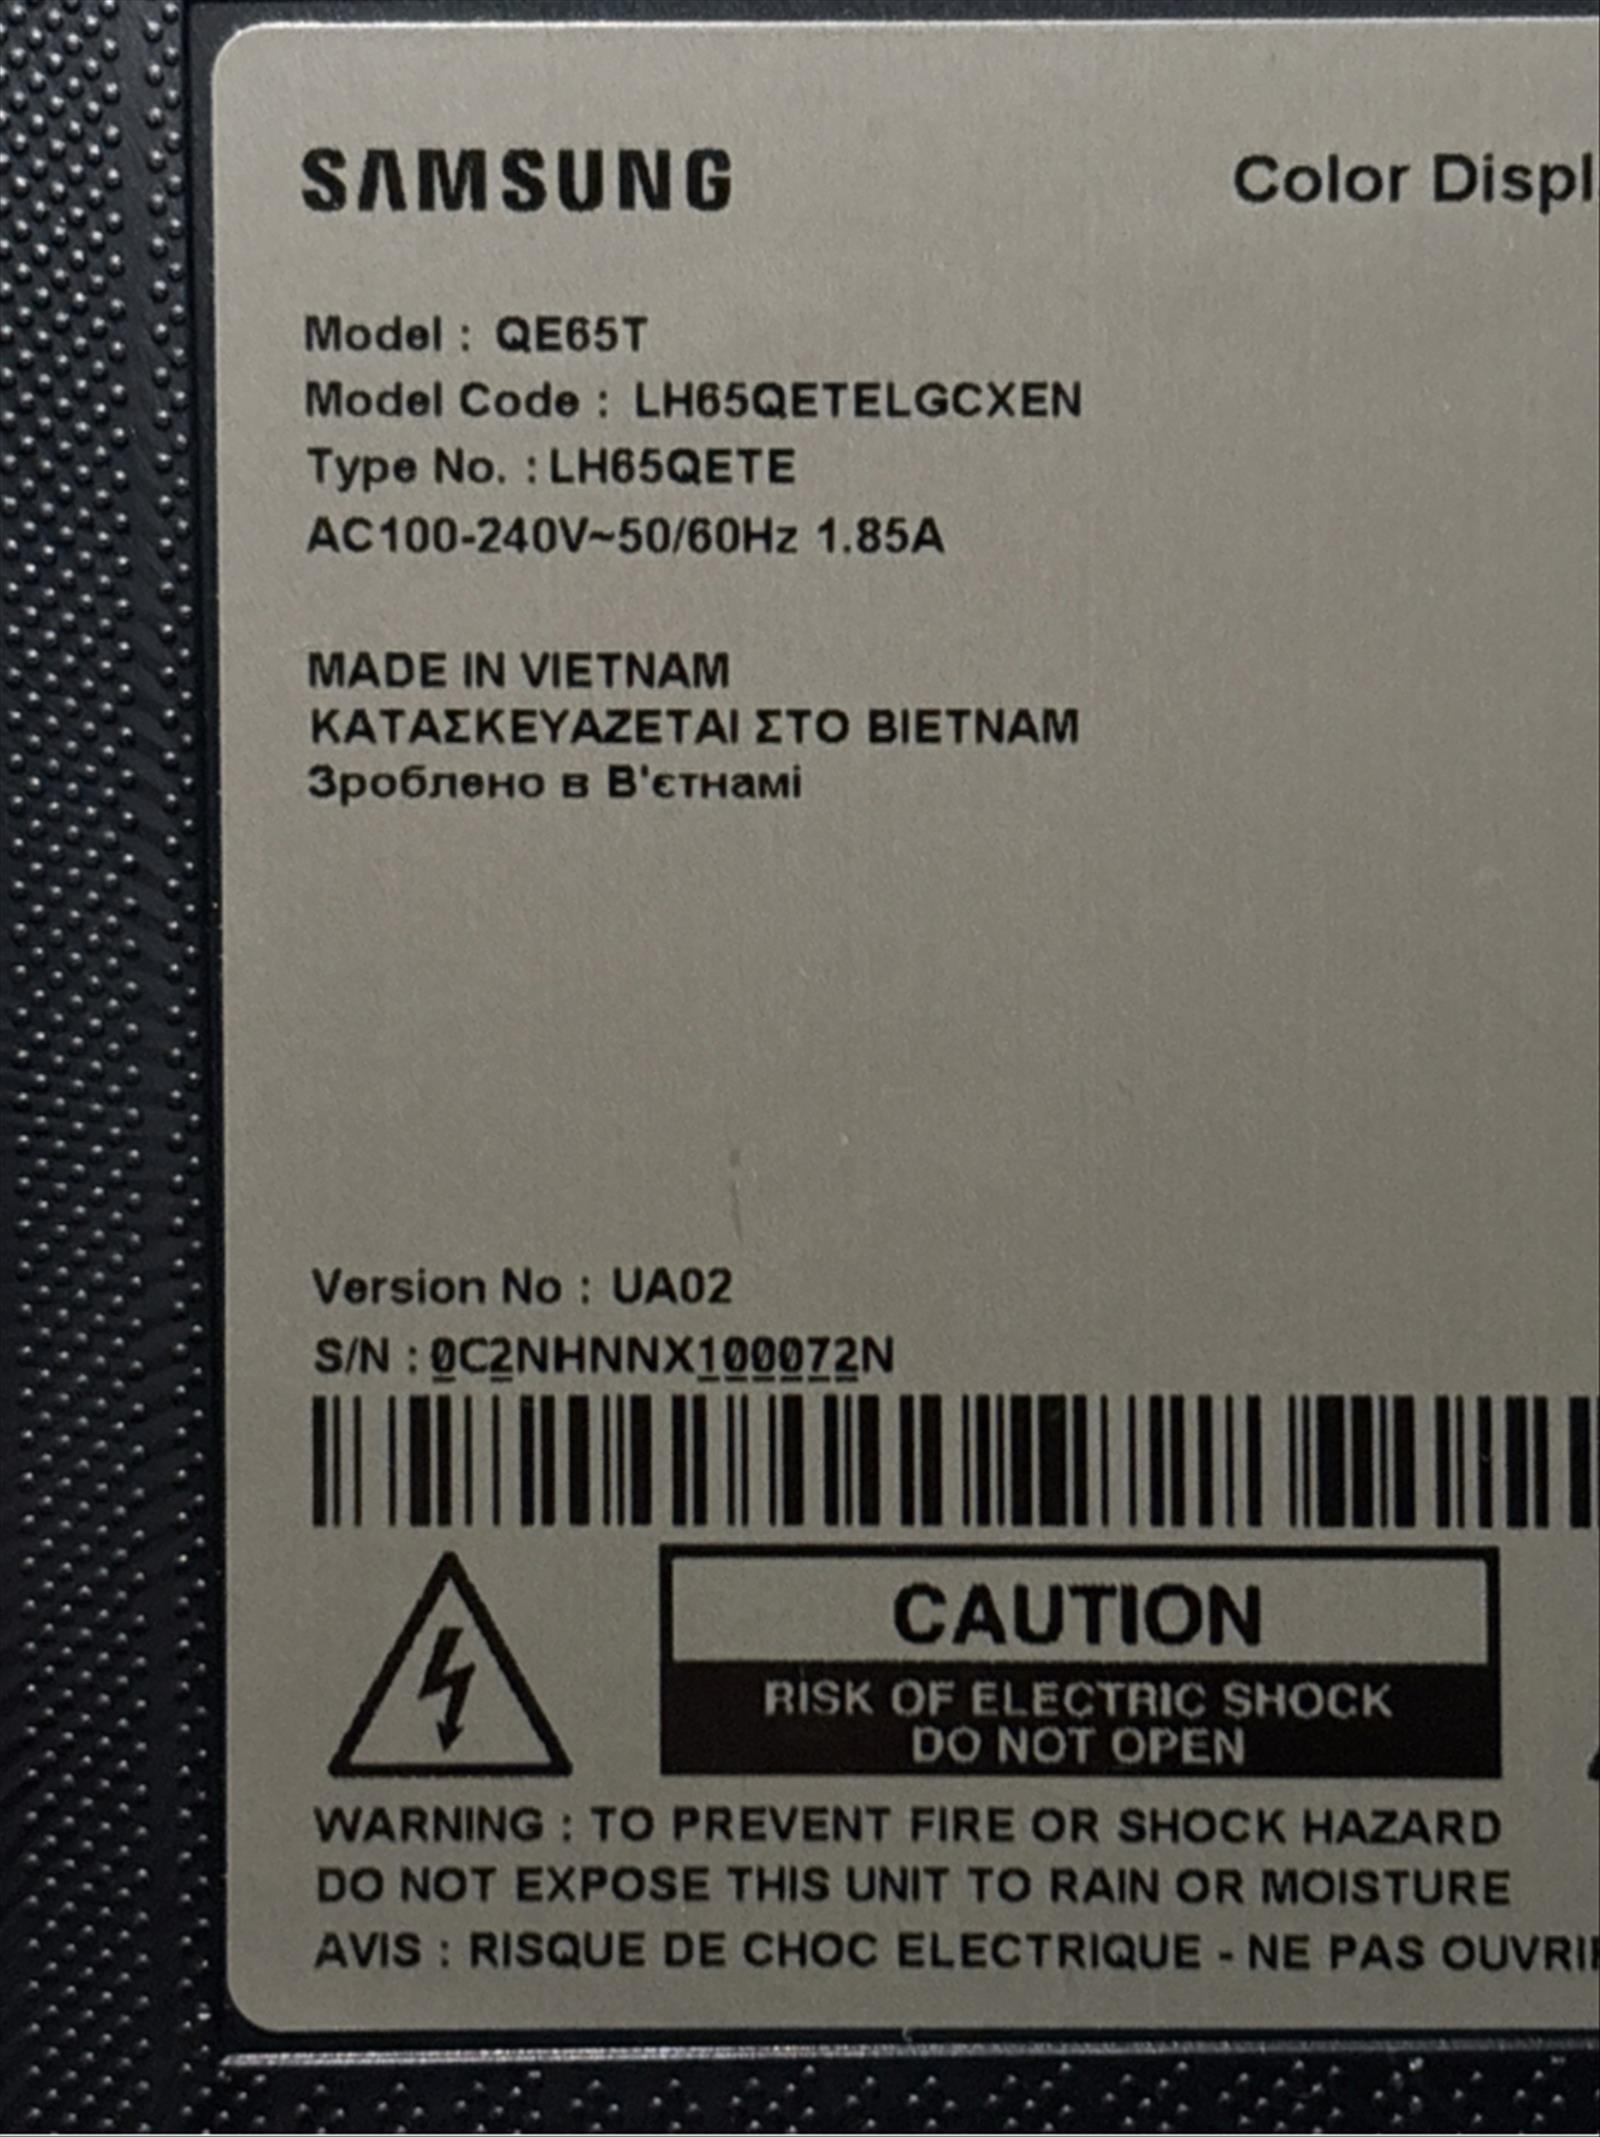 SAMSUNG
Color Displ
Model : QE65T
Model Code : LH65QETELGCXEN
Type No. : LH65QETE
AC100-240V~50/60Hz 1.85A
MADE IN VIETNAM
ΚΑΤΑΣΚΕΥΑΖΕΤΑΙ ΣΤΟ ΒΙΕΤΝΑΜ
Зроблено в В'єтнамі
Version No : UA02
S/N : 0C2NHNNX100072N
CAUTION
RISK OF ELECTRIC SHOCK
DO NOT OPEN
WARNING : TO PREVENT FIRE OR SHOCK HAZARD
DO NOT EXPOSE THIS UNIT TO RAIN OR MOISTURE
AVIS : RISQUE DE CHOC ELECTRIQUE - NE PAS OUVRIR